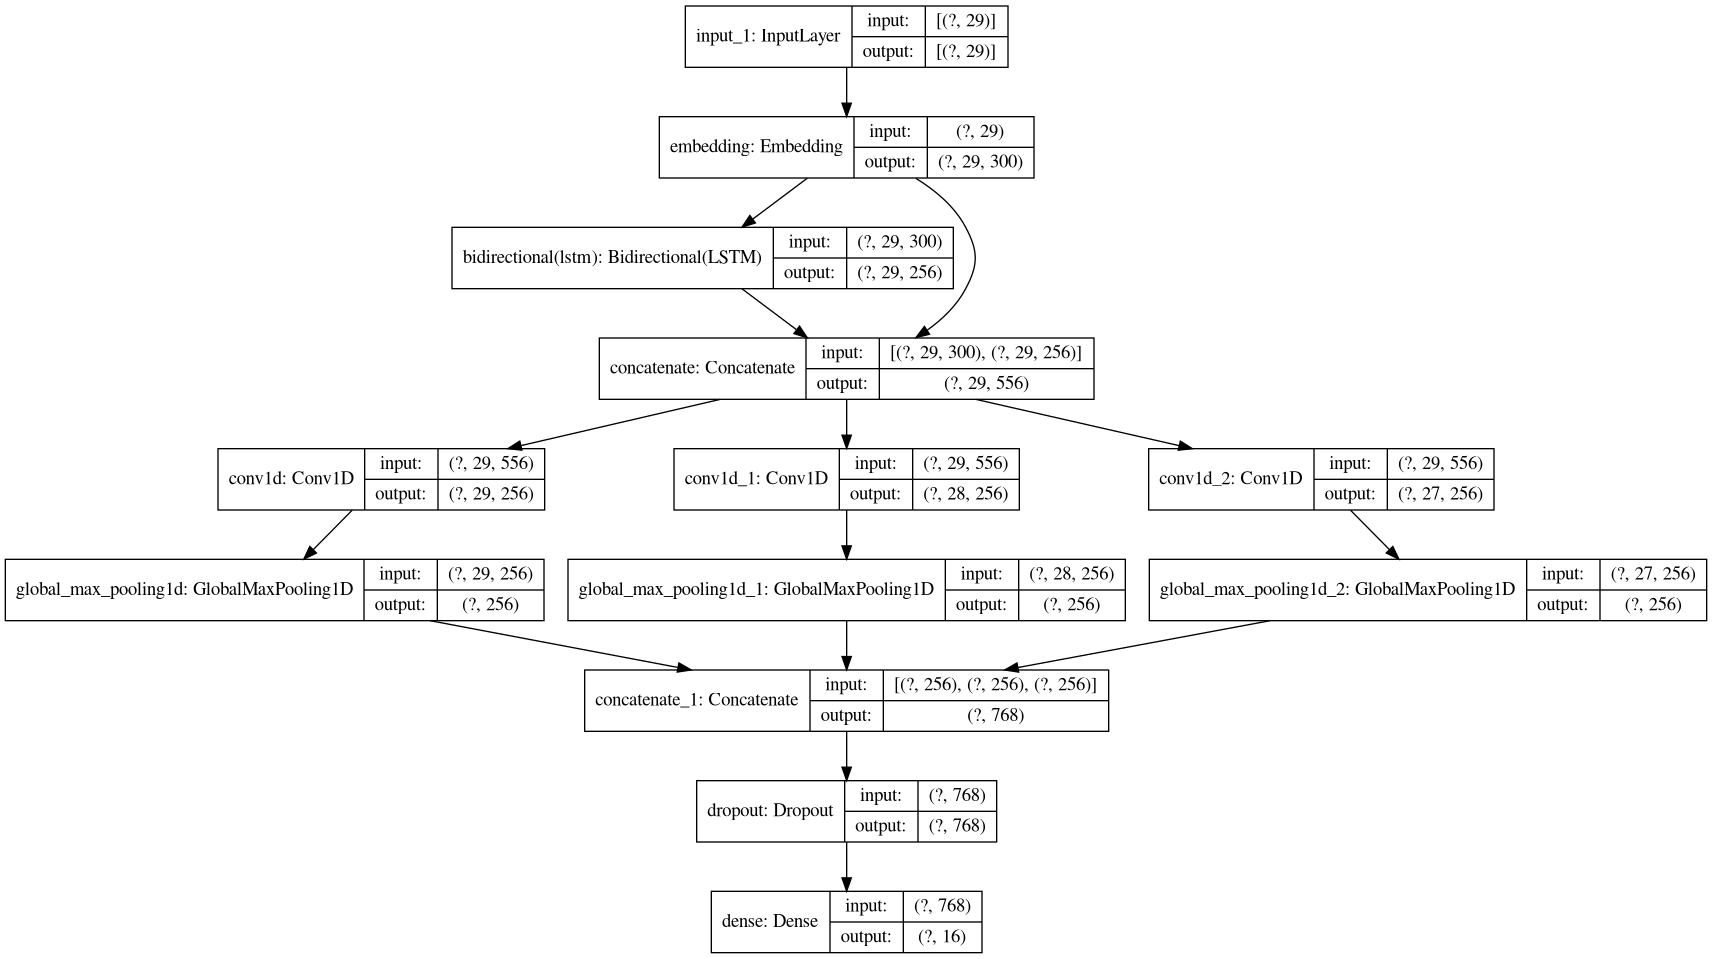 input_1: InputLayer
input: [(?, 29)]
output: [(?, 29)]
embedding: Embedding
input: (?, 29)
output: (?, 29, 300)
bidirectional(lstm): Bidirectional(LSTM)
input: (?, 29, 300)
output: (?, 29, 256)
concatenate: Concatenate
input: [(?, 29, 300), (?, 29, 256)]
output: (?, 29, 556)
conv1d: Conv1D
input: (?, 29, 556)
output: (?, 29, 256)
conv1d_1: Conv1D
input: (?, 29, 556)
output: (?, 28, 256)
conv1d_2: Conv1D
input: (?, 29, 556)
output: (?, 27, 256)
global_max_pooling1d: GlobalMaxPooling1D
input: (?, 29, 256)
output: (?, 256)
global_max_pooling1d_1: GlobalMaxPooling1D
input: (?, 28, 256)
output: (?, 256)
global_max_pooling1d_2: GlobalMaxPooling1D
input: (?, 27, 256)
output: (?, 256)
concatenate_1: Concatenate
input: [(?, 256), (?, 256), (?, 256)]
output: (?, 768)
dropout: Dropout
input: (?, 768)
output: (?, 768)
dense: Dense
input: (?, 768)
output: (?, 16)